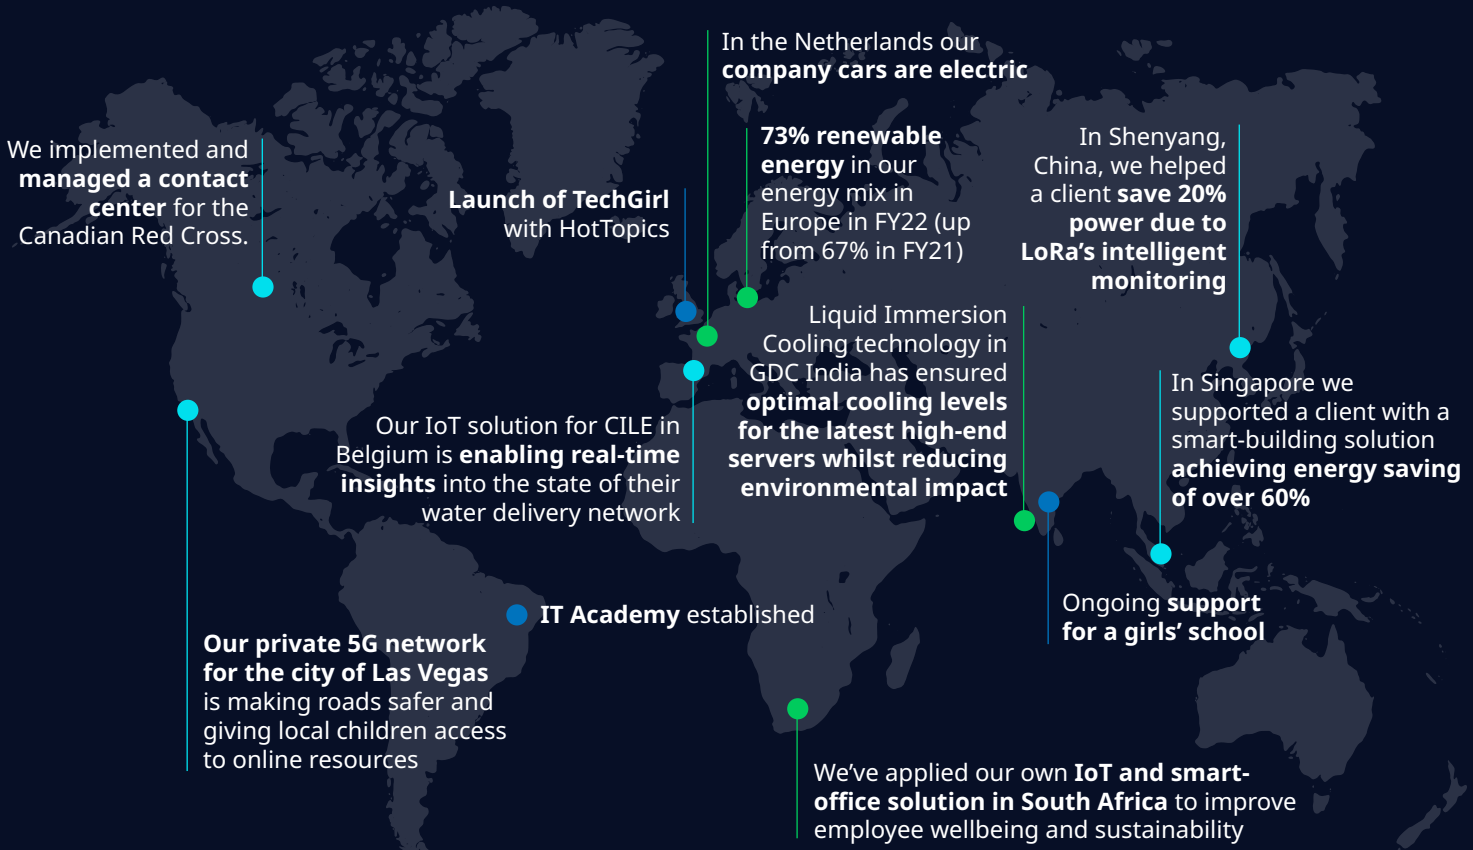 In the Netherlands our
company cars are electric
We implemented and
managed a contact
center for the
Canadian Red Cross.
Launch of TechGirl
with HotTopics
73% renewable
energy in our
energy mix in
Europe in FY22 (up
from 67% in FY21)
In Shenyang,
China, we helped
a client save 20%
power due to
LoRa’s intelligent
monitoring
Liquid Immersion
Cooling technology in
GDC India has ensured
optimal cooling levels
for the latest high-end
servers whilst reducing
environmental impact
In Singapore we
supported a client with a
smart-building solution
achieving energy saving
of over 60%
Our IoT solution for CILE in
Belgium is enabling real-time
insights into the state of their
water delivery network
IT Academy established
Ongoing support
for a girls’ school
Our private 5G network
for the city of Las Vegas
is making roads safer and
giving local children access
to online resources
We’ve applied our own IoT and smart-
office solution in South Africa to improve
employee wellbeing and sustainability